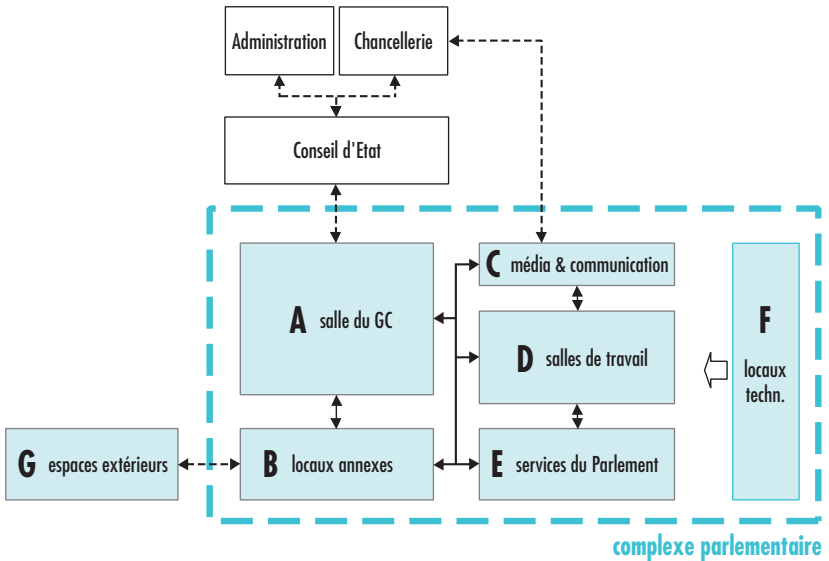 Administration
Chancellerie
Conseil d'Etat
A salle du GC
C média & communication
D salles de travail
F
locaux
techn.
G espaces extérieurs
B locaux annexes
E services du Parlement
complexe parlementaire